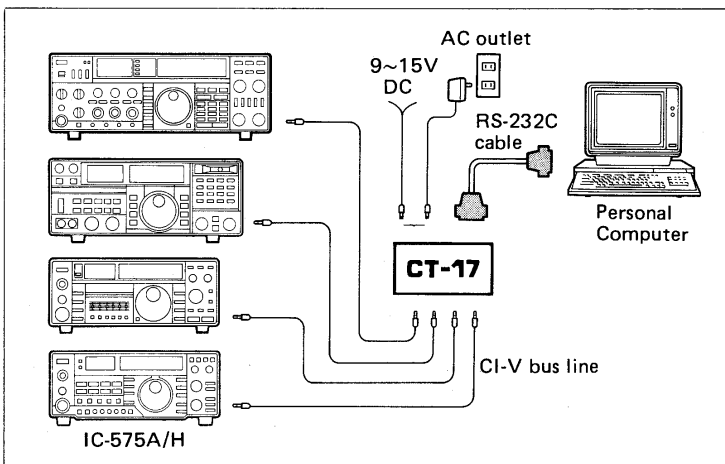 AC outlet
9~15V
DC
RS-232C
cable
Personal
Computer
CT-17
CI-V bus line
IC-575A/H